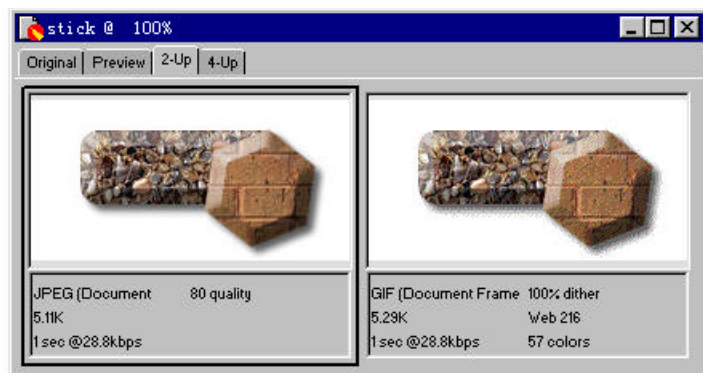 stick @ 100%
Original Preview 2-Up 4-Up
JPEG (Document 80 quality
5.11K
1 sec @28.8kbps
GIF (Document Frame 100% dither
5.29K Web 216
1 sec @28.8kbps 57 colors